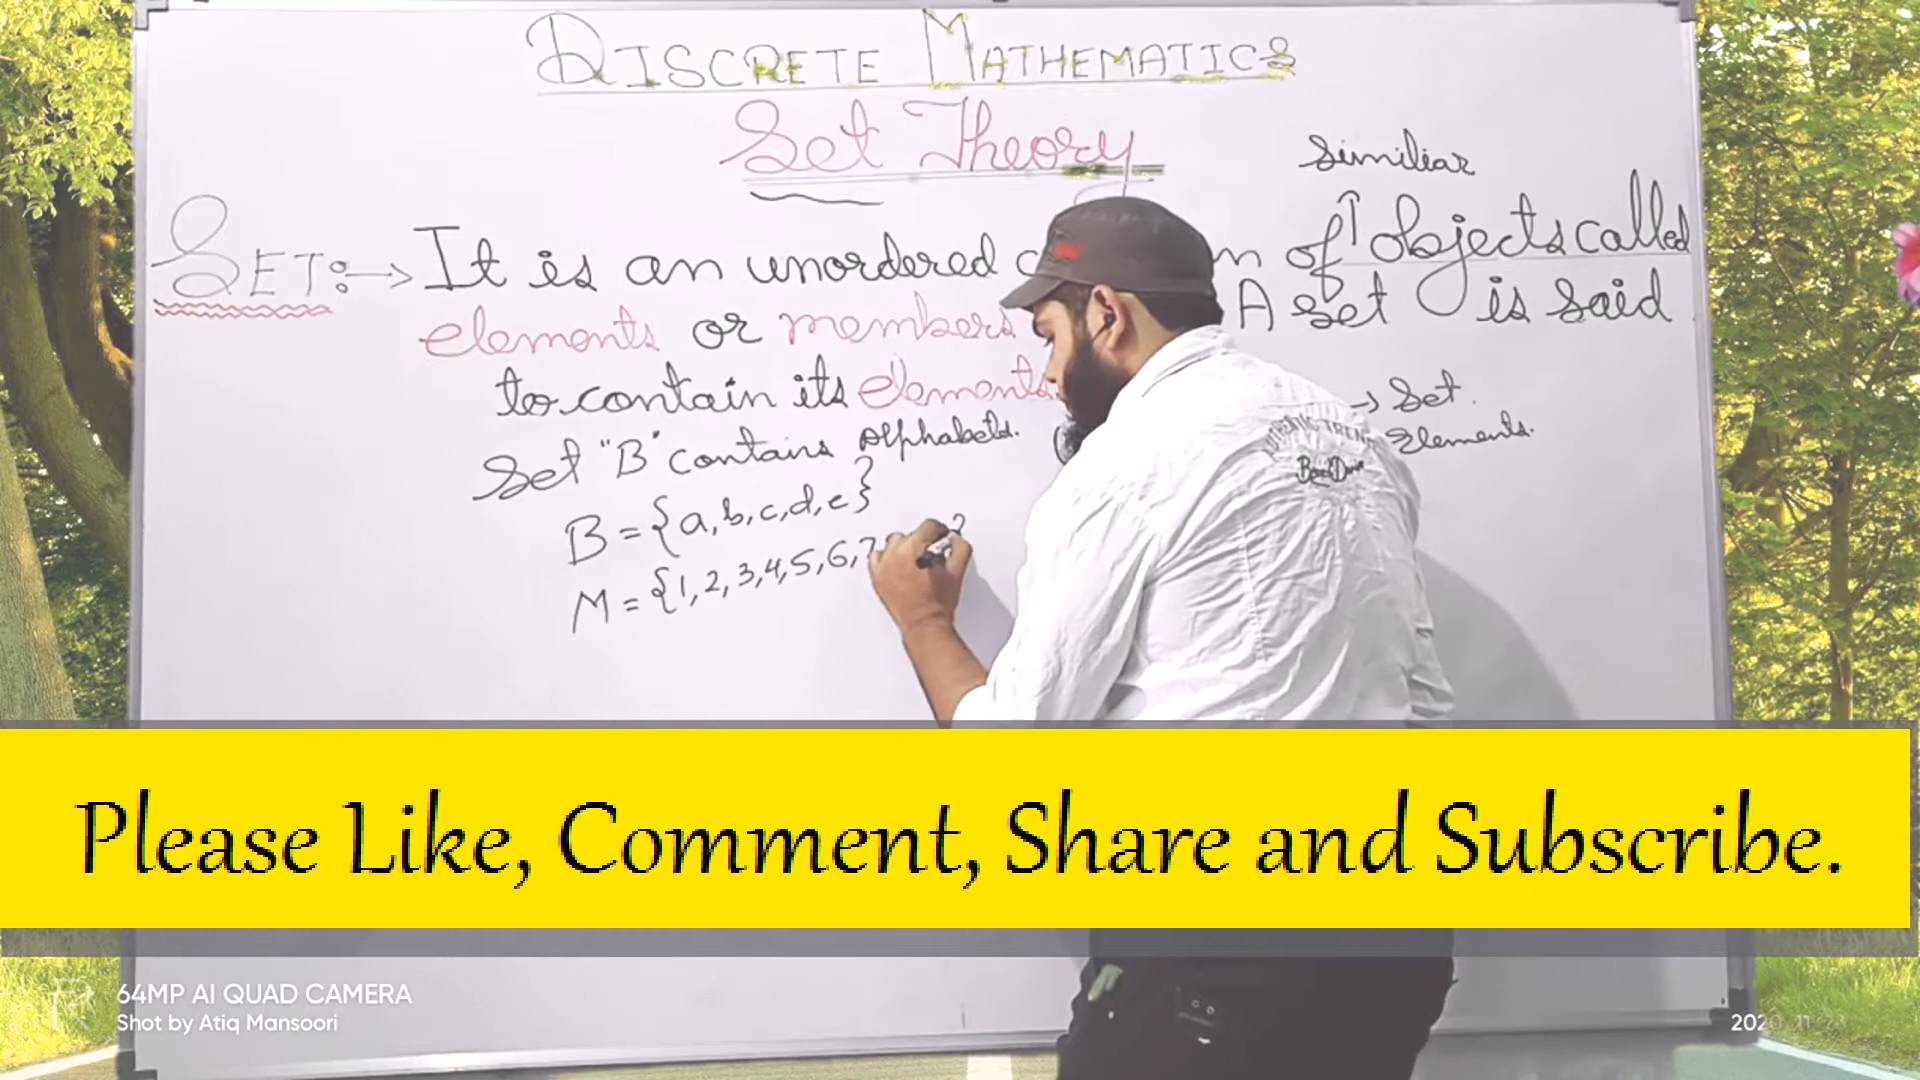 DISCRETE MATHEMATICS
Set Theory
Similiar
SET:→ It is an unordered of ↑ objects called
elements or members A set is said
to contain its elements
→ Set.
Set "B" contains Alphabets. Elements.
B = {a,b,c,d,e}
M = {1,2,3,4,5,6,7
Please Like, Comment, Share and Subscribe.
64MP AI QUAD CAMERA
Shot by Atiq Mansoori